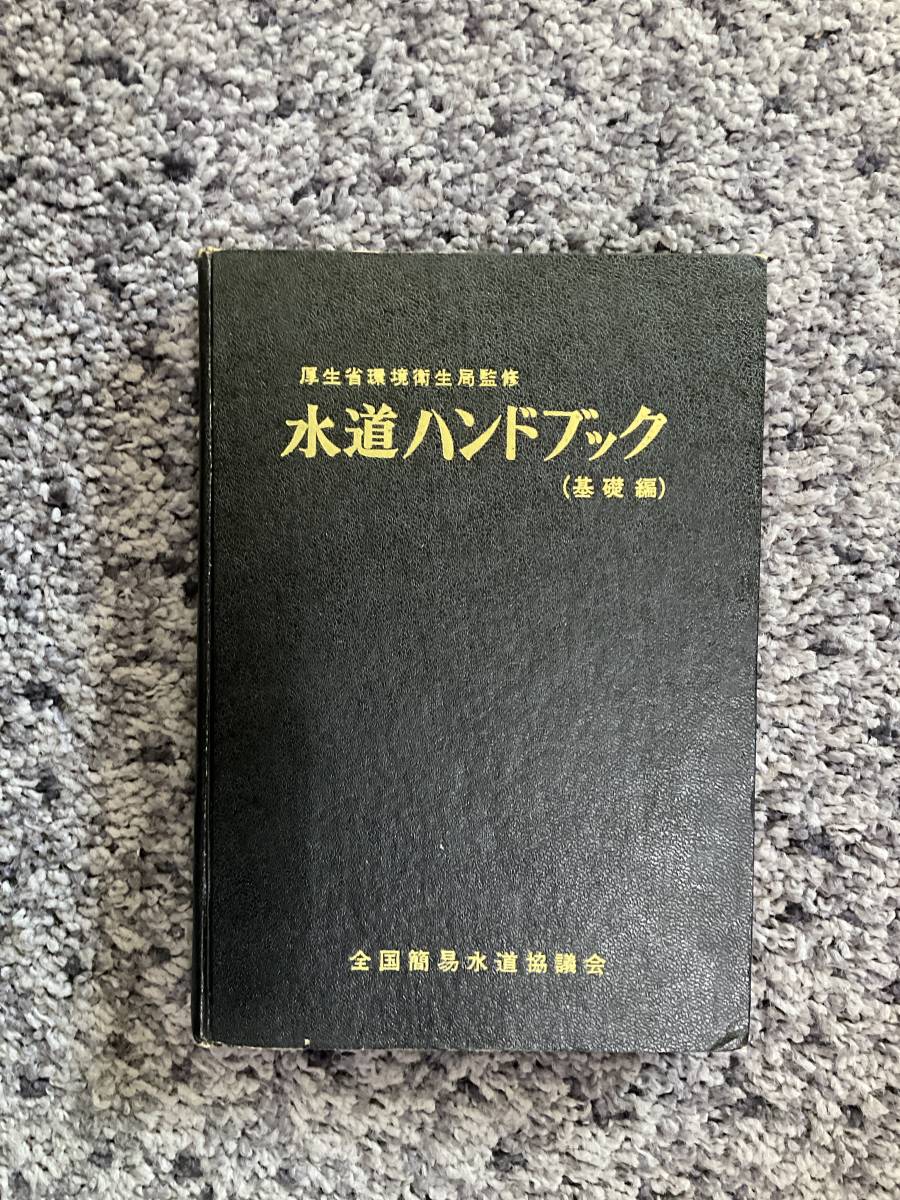 厚生省環境衛生局監修
水道ハンドブック
(基礎編)
全国簡易水道協議会